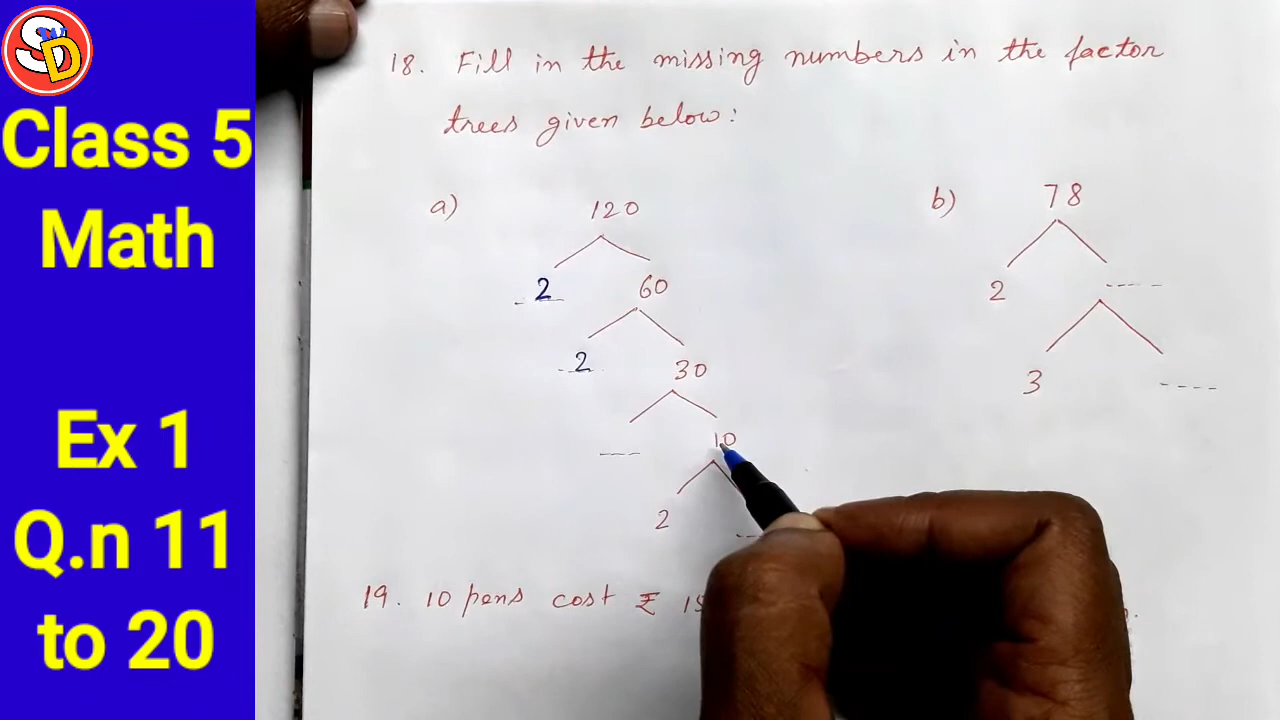 SD
Class 5
Math
Ex 1
Q.n 11
to 20
18. Fill in the missing numbers in the factor
trees given below:
a) 120
2 60
2 30
---- 10
2 ----
b) 78
2 ----
3 ----
19. 10 pens cost ₹